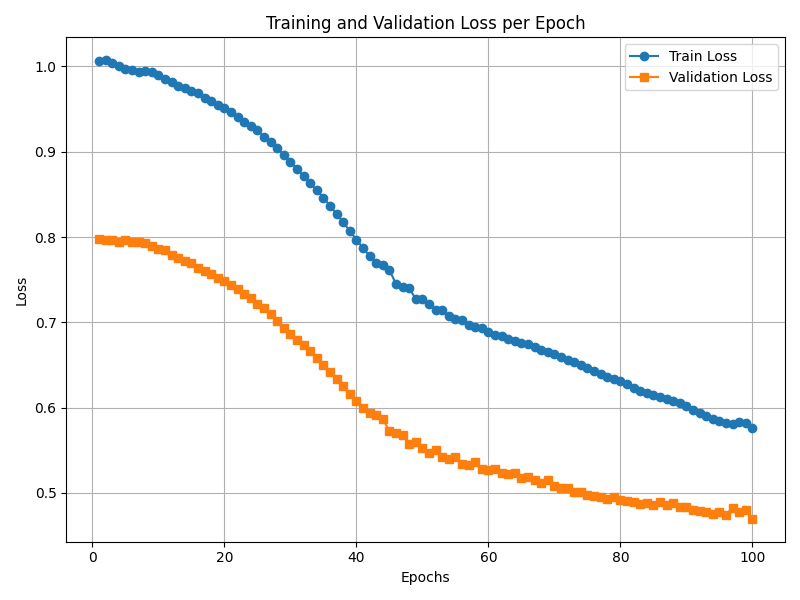 Training and Validation Loss per Epoch
Train Loss
Validation Loss
1.0
0.9
0.8
0.7
0.6
0.5
Loss
0 20 40 60 80 100
Epochs